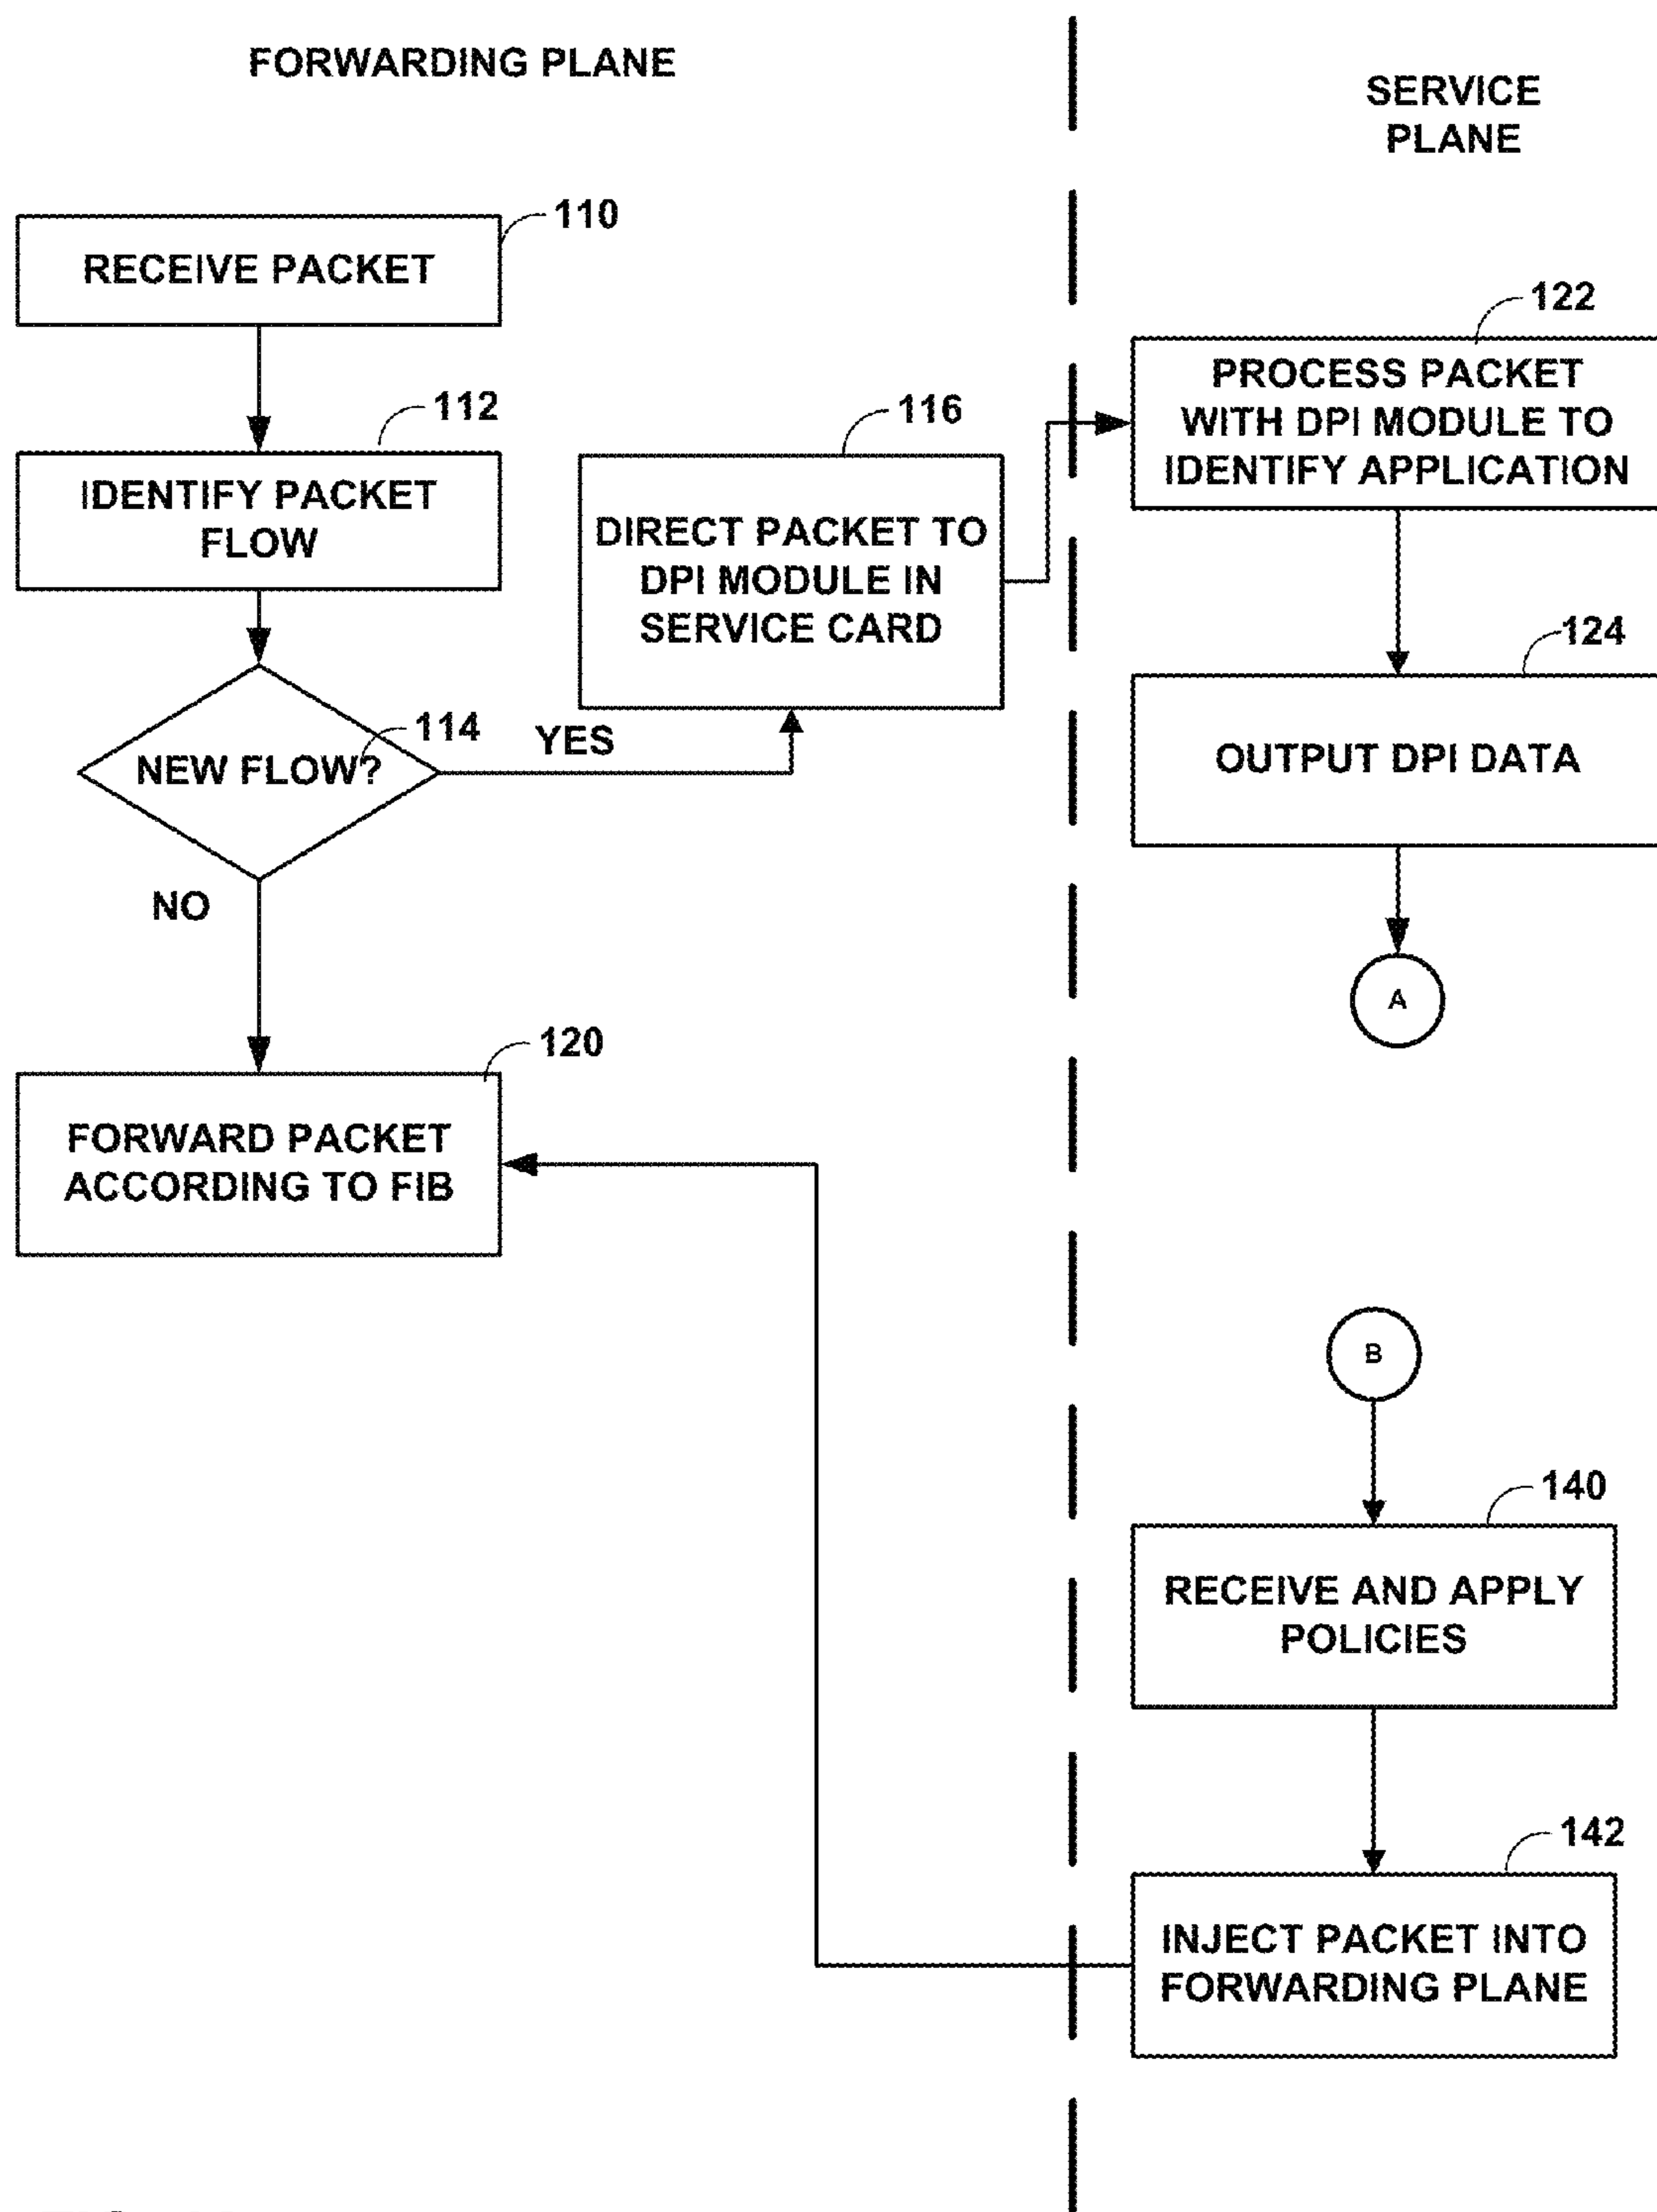 FORWARDING PLANE
SERVICE
PLANE
110
RECEIVE PACKET
112
IDENTIFY PACKET
FLOW
114
NEW FLOW?
YES
NO
116
DIRECT PACKET TO
DPI MODULE IN
SERVICE CARD
120
FORWARD PACKET
ACCORDING TO FIB
122
PROCESS PACKET
WITH DPI MODULE TO
IDENTIFY APPLICATION
124
OUTPUT DPI DATA
A
B
140
RECEIVE AND APPLY
POLICIES
142
INJECT PACKET INTO
FORWARDING PLANE